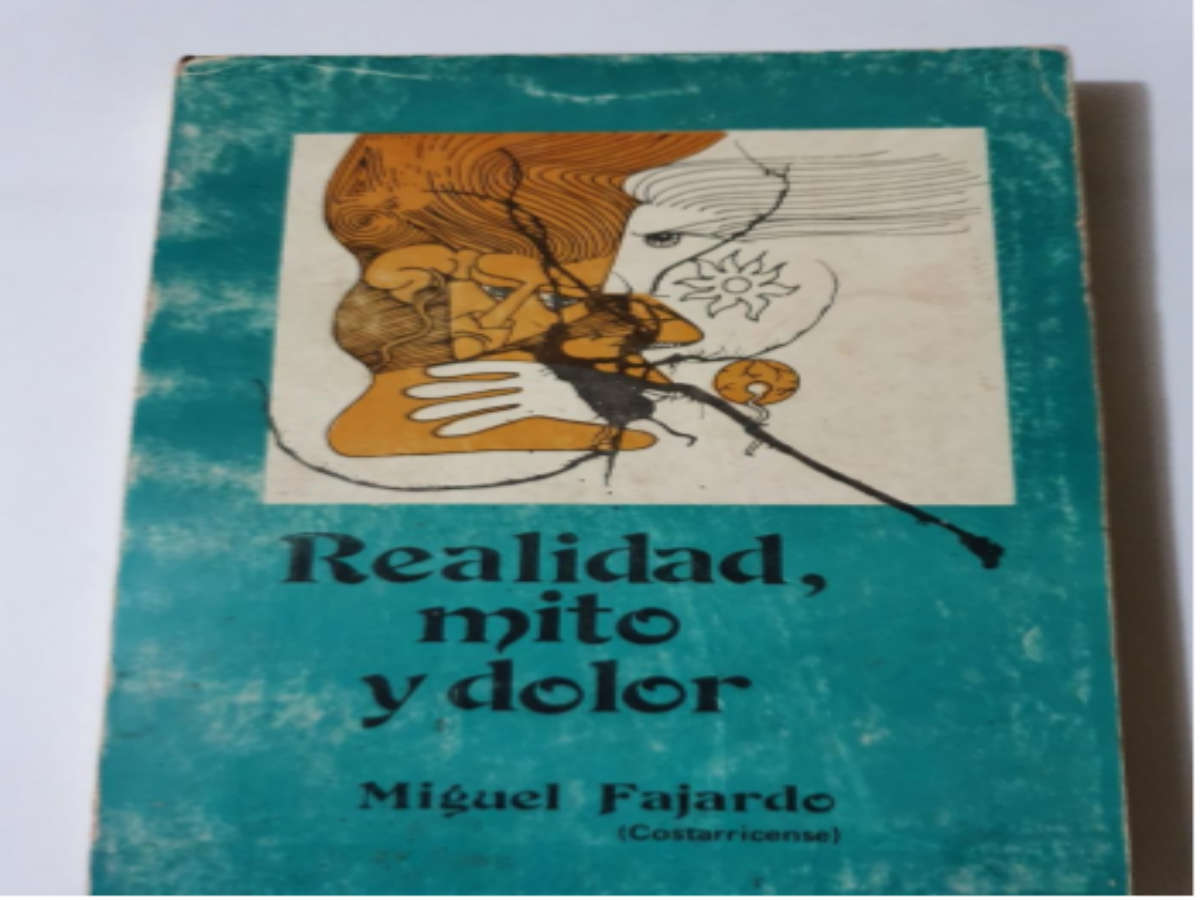 Realidad,
mito
y dolor
Miguel Fajardo
(Costarricense)